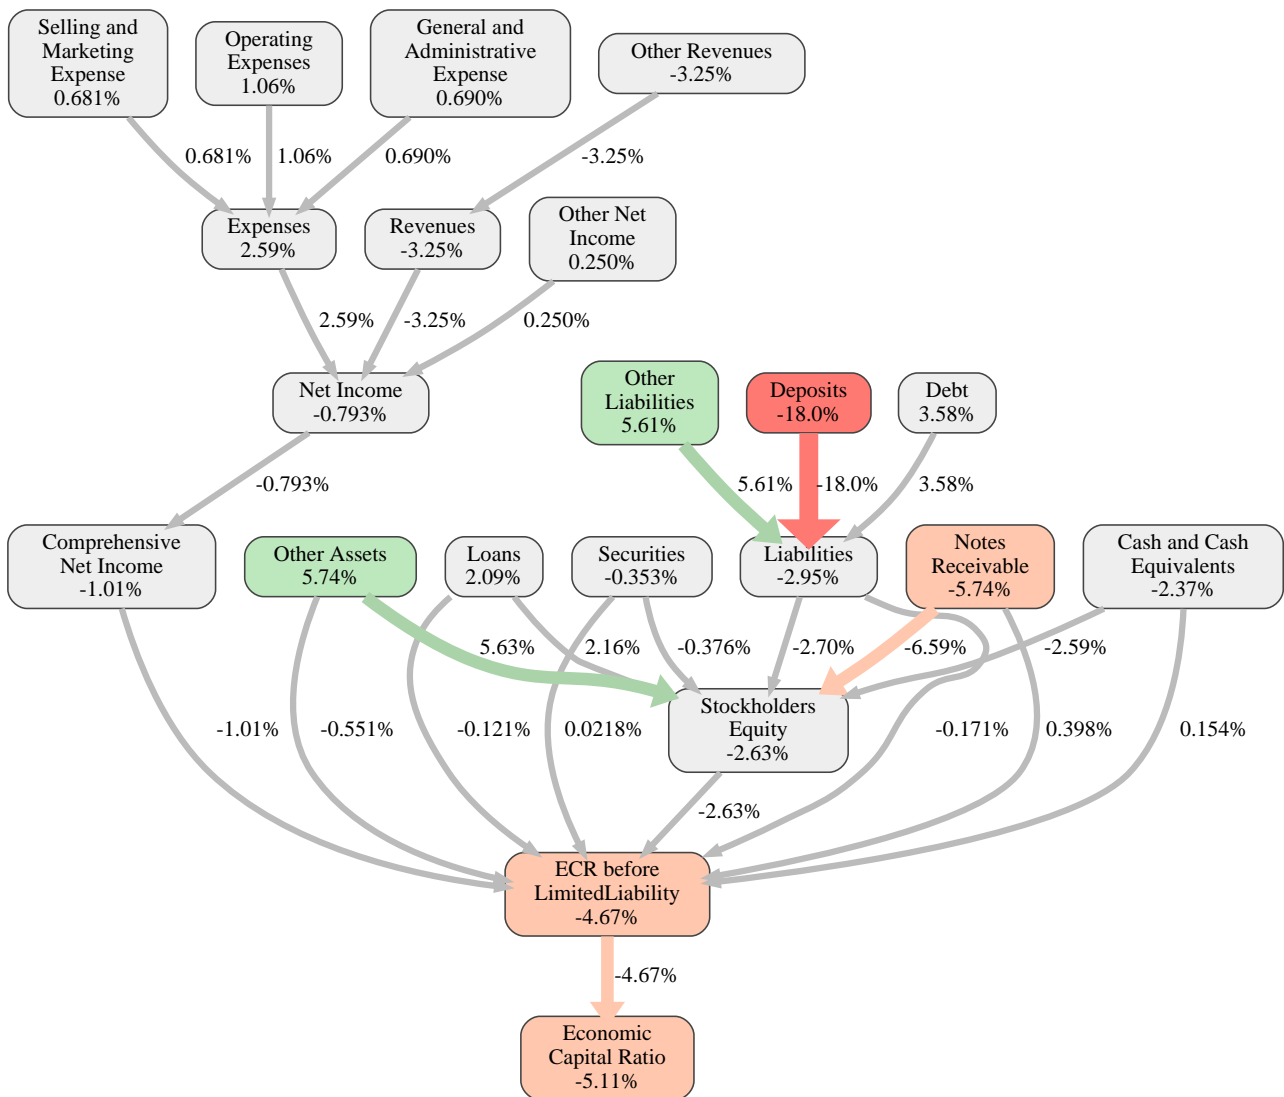 Selling and
Marketing
Expense
0.681%
Operating
Expenses
1.06%
General and
Administrative
Expense
0.690%
Other Revenues
-3.25%
0.681%
1.06%
0.690%
-3.25%
Expenses
2.59%
Revenues
-3.25%
Other Net
Income
0.250%
2.59%
-3.25%
0.250%
Net Income
-0.793%
Other
Liabilities
5.61%
Deposits
-18.0%
Debt
3.58%
-0.793%
5.61%
-18.0%
3.58%
Comprehensive
Net Income
-1.01%
Other Assets
5.74%
Loans
2.09%
Securities
-0.353%
Liabilities
-2.95%
Notes
Receivable
-5.74%
Cash and Cash
Equivalents
-2.37%
5.63%
2.16%
-0.376%
-2.70%
-6.59%
-2.59%
Stockholders
Equity
-2.63%
-1.01%
-0.551%
-0.121%
0.0218%
-0.171%
0.398%
0.154%
-2.63%
ECR before
LimitedLiability
-4.67%
-4.67%
Economic
Capital Ratio
-5.11%